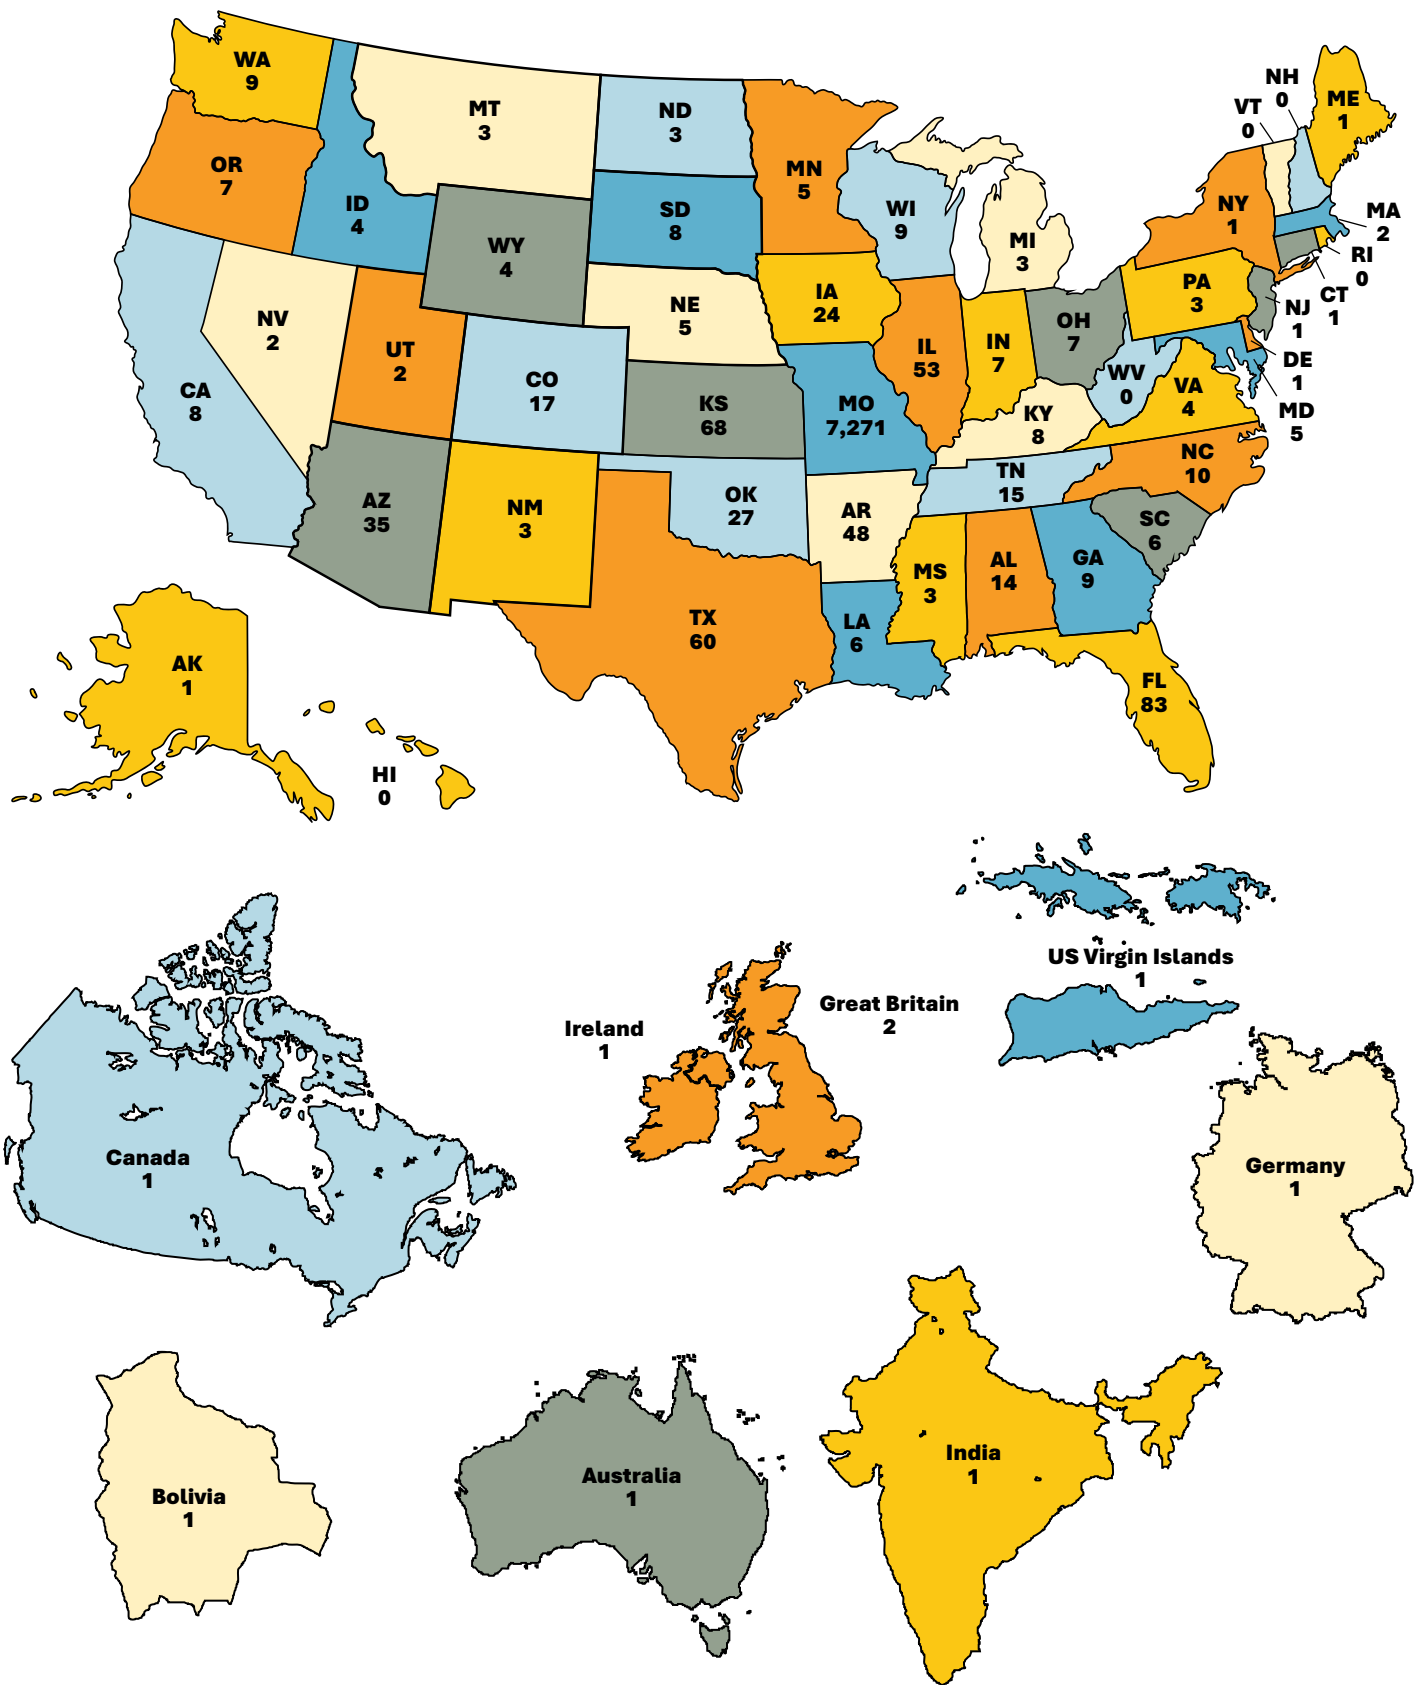 WA
9
OR
7
ID
4
MT
3
ND
3
SD
8
MN
5
WI
9
MI
3
NH
0
VT
0
ME
1
NY
1
MA
2
RI
0
CT
1
NJ
1
DE
1
MD
5
PA
3
WY
4
NE
5
IA
24
IL
53
IN
7
OH
7
WV
0
VA
4
KY
8
NV
2
UT
2
CO
17
KS
68
MO
7,271
CA
8
AZ
35
NM
3
OK
27
AR
48
TN
15
NC
10
SC
6
TX
60
LA
6
MS
3
AL
14
GA
9
FL
83
AK
1
HI
0
US Virgin Islands
1
Great Britain
2
Ireland
1
Canada
1
Germany
1
Bolivia
1
Australia
1
India
1